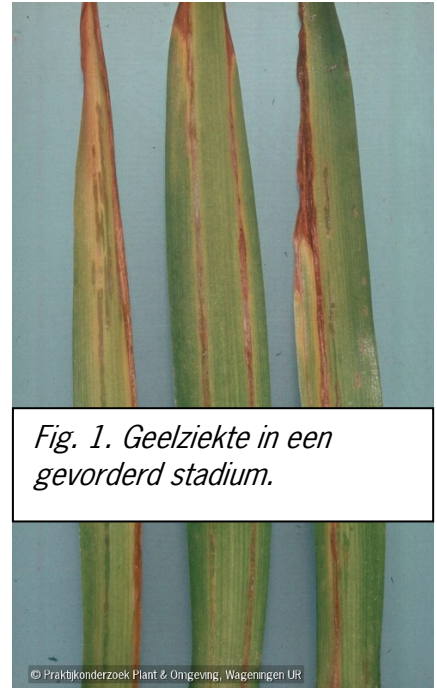 Fig. 1. Geelziekte in een
gevorderd stadium.
© Praktijkonderzoek Plant & Omgeving, Wageningen UR